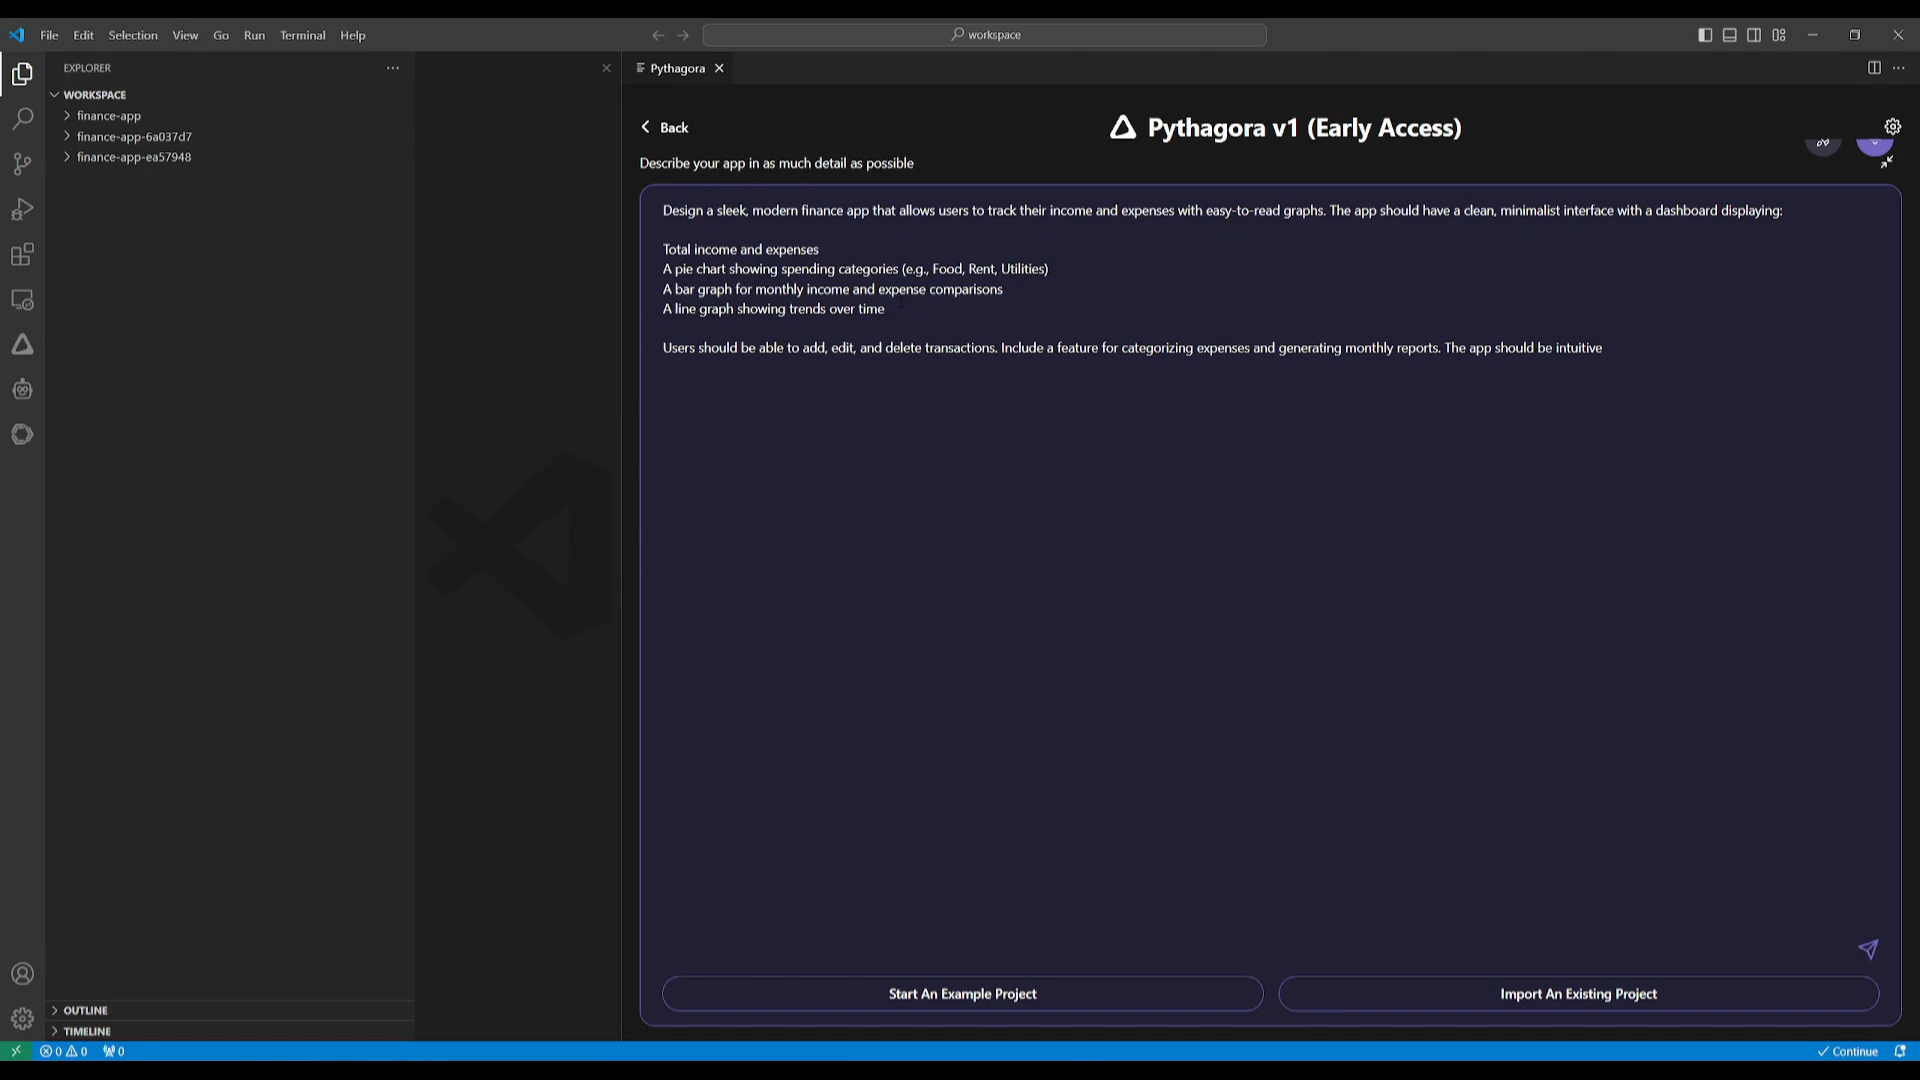 File Edit Selection View Go Run Terminal Help
workspace
EXPLORER
Pythagora
WORKSPACE
finance-app
finance-app-6a037d7
finance-app-ea57948
Back
Pythagora v1 (Early Access)
Describe your app in as much detail as possible
Design a sleek, modern finance app that allows users to track their income and expenses with easy-to-read graphs. The app should have a clean, minimalist interface with a dashboard displaying:
Total income and expenses
A pie chart showing spending categories (e.g., Food, Rent, Utilities)
A bar graph for monthly income and expense comparisons
A line graph showing trends over time
Users should be able to add, edit, and delete transactions. Include a feature for categorizing expenses and generating monthly reports. The app should be intuitive
Start An Example Project
Import An Existing Project
OUTLINE
TIMELINE
0 0 0
Continue